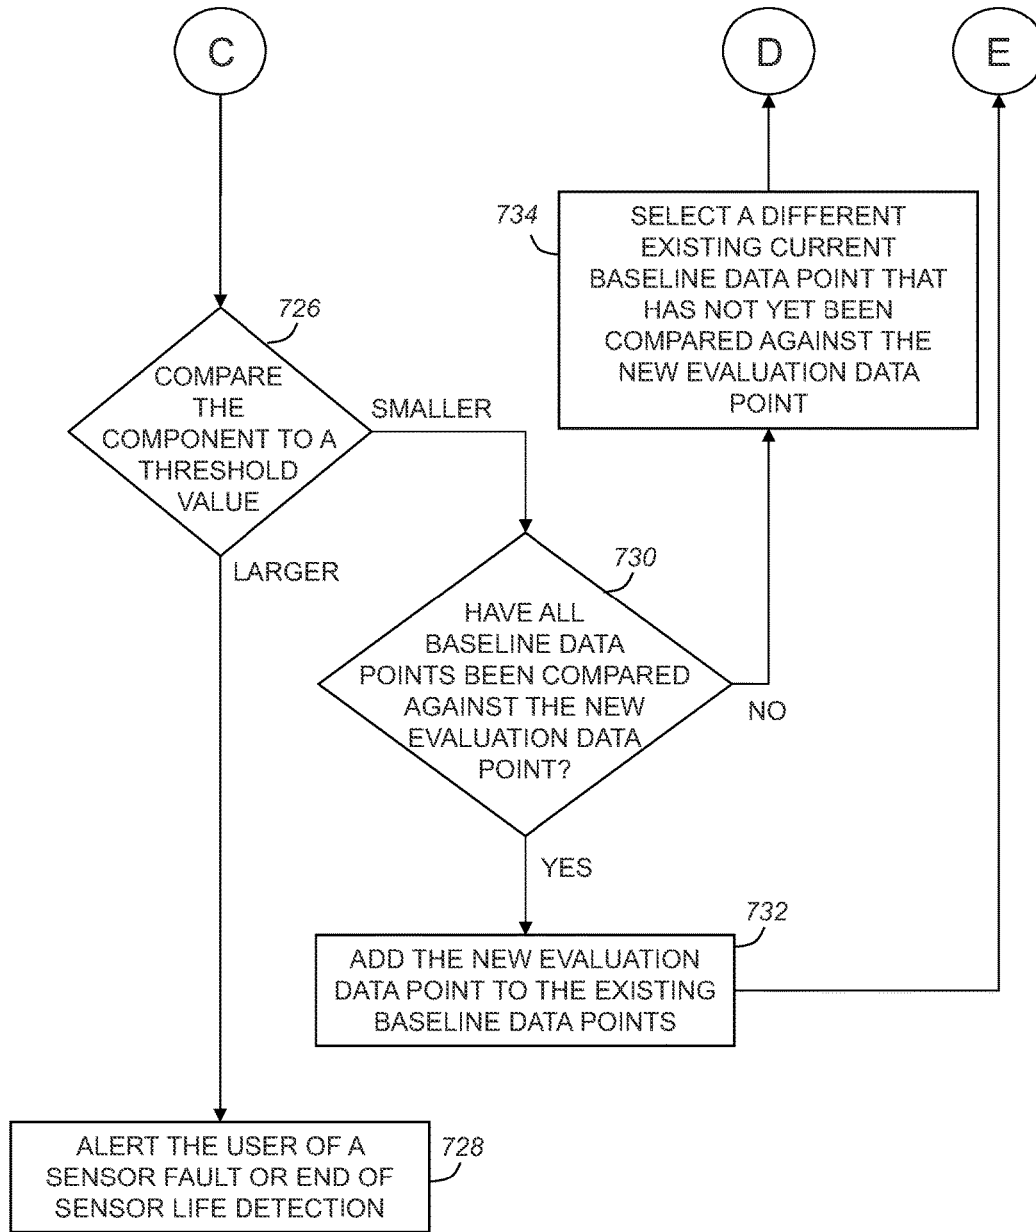 C
D
E
734
SELECT A DIFFERENT
EXISTING CURRENT
BASELINE DATA POINT THAT
HAS NOT YET BEEN
COMPARED AGAINST THE
NEW EVALUATION DATA
POINT
726
COMPARE
THE
COMPONENT TO A
THRESHOLD
VALUE
SMALLER
LARGER
730
HAVE ALL
BASELINE DATA
POINTS BEEN COMPARED
AGAINST THE NEW
EVALUATION DATA
POINT?
NO
YES
732
ADD THE NEW EVALUATION
DATA POINT TO THE EXISTING
BASELINE DATA POINTS
ALERT THE USER OF A
SENSOR FAULT OR END OF
SENSOR LIFE DETECTION
728